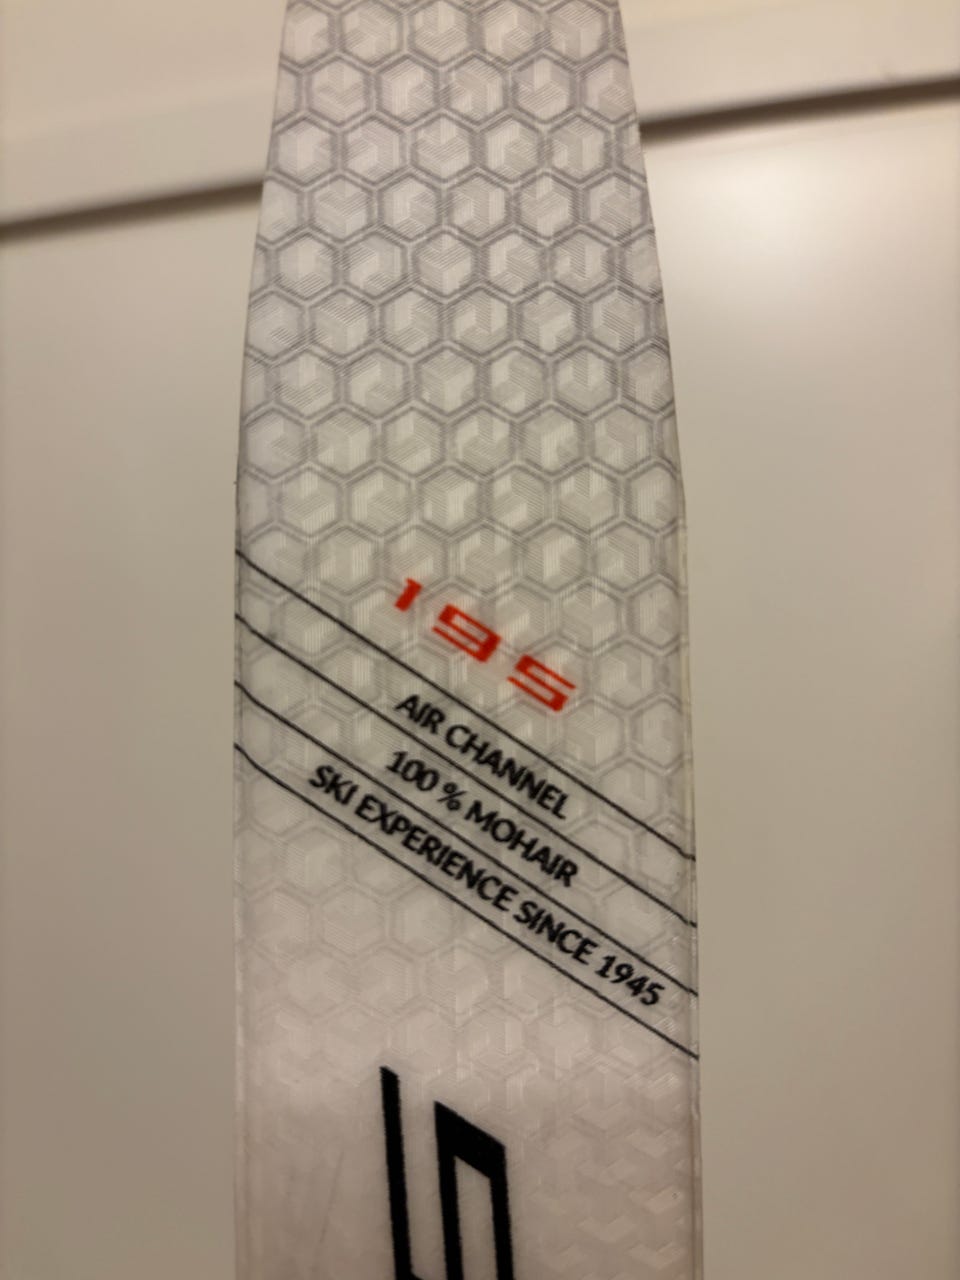 195
AIR CHANNEL
100 % MOHAIR
SKI EXPERIENCE SINCE 1945